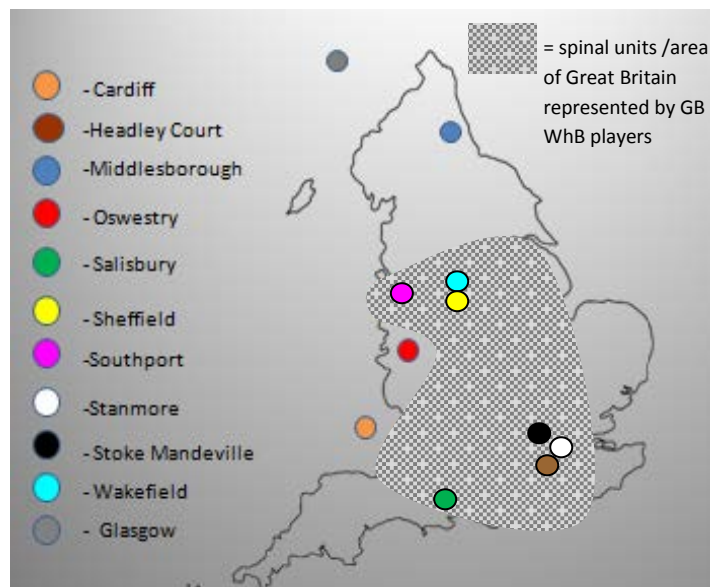 = spinal units /area
of Great Britain
represented by GB
WhB players
- Cardiff
-Headley Court
-Middlesborough
- Oswestry
- Salisbury
- Sheffield
-Southport
-Stanmore
- Stoke Mandeville
- Wakefield
- Glasgow